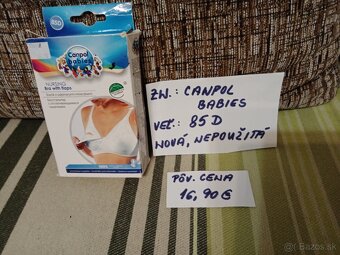 85D
Canpol
babies
NURSING
Bra with flaps
ZN.: CANPOL
BABIES
VEĽ.: 85 D
NOVÁ, NEPOUŽITÁ
PÔV. CENA
16,90€
Bazos.sk